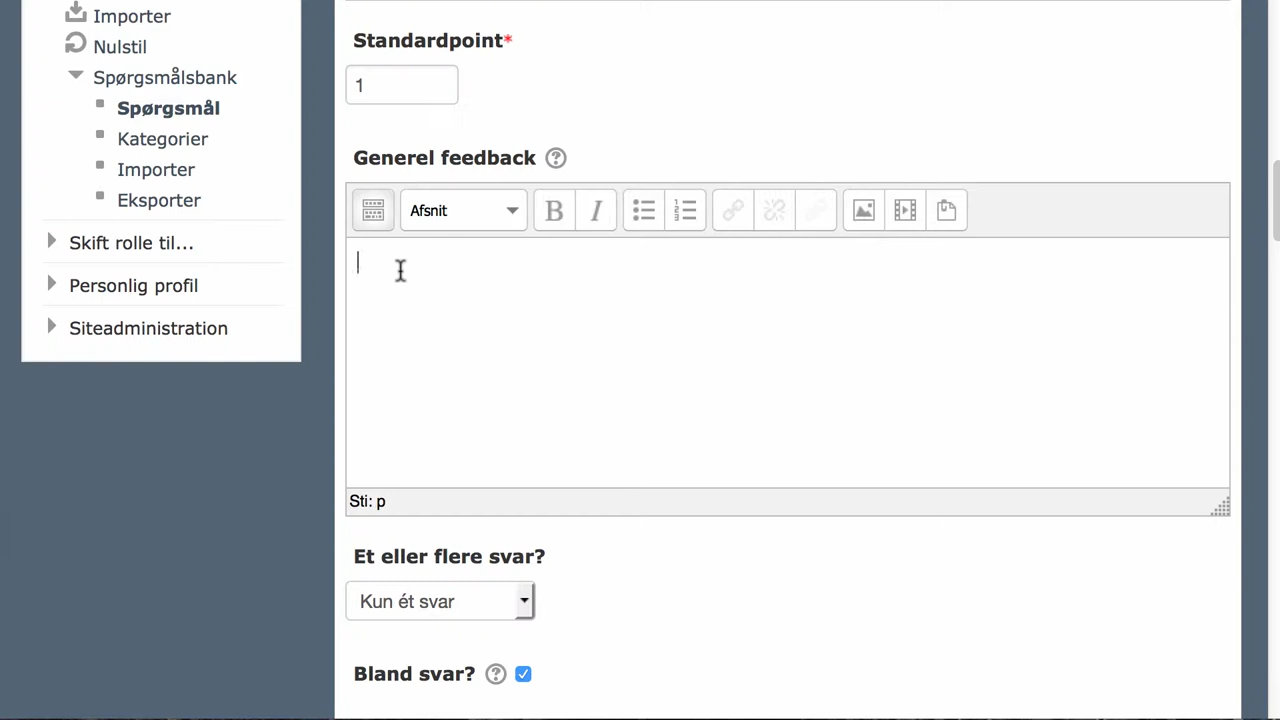 Importer
Nulstil
Spørgsmålsbank
Spørgsmål
Kategorier
Importer
Eksporter
Skift rolle til...
Personlig profil
Siteadministration
Standardpoint*
1
Generel feedback
Afsnit
B I
Sti: p
Et eller flere svar?
Kun ét svar
Bland svar?